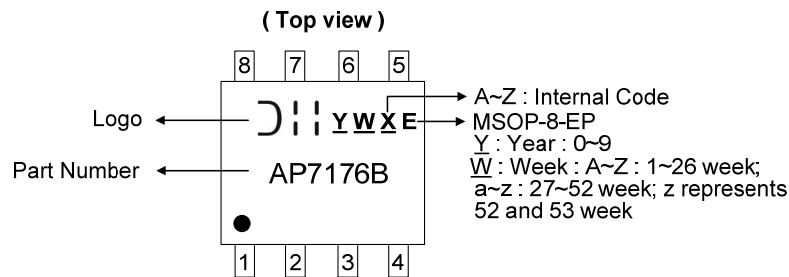 ( Top view )
8 7 6 5
Logo
Y W X E
A~Z : Internal Code
MSOP-8-EP
Y : Year : 0~9
W : Week : A~Z : 1~26 week;
a~z : 27~52 week; z represents
52 and 53 week
Part Number
AP7176B
1 2 3 4